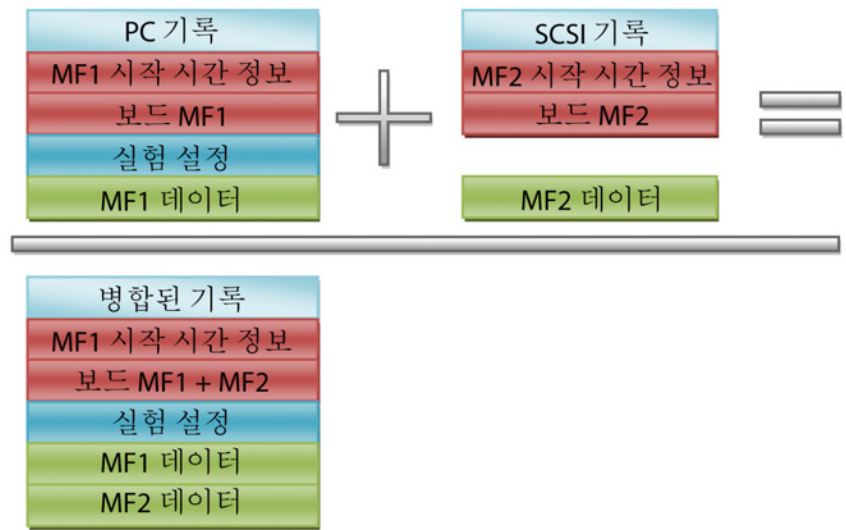 PC 기록
MF1 시작 시간 정보
보드 MF1
실험 설정
MF1 데이터
SCSI 기록
MF2 시작 시간 정보
보드 MF2
MF2 데이터
병합된 기록
MF1 시작 시간 정보
보드 MF1 + MF2
실험 설정
MF1 데이터
MF2 데이터